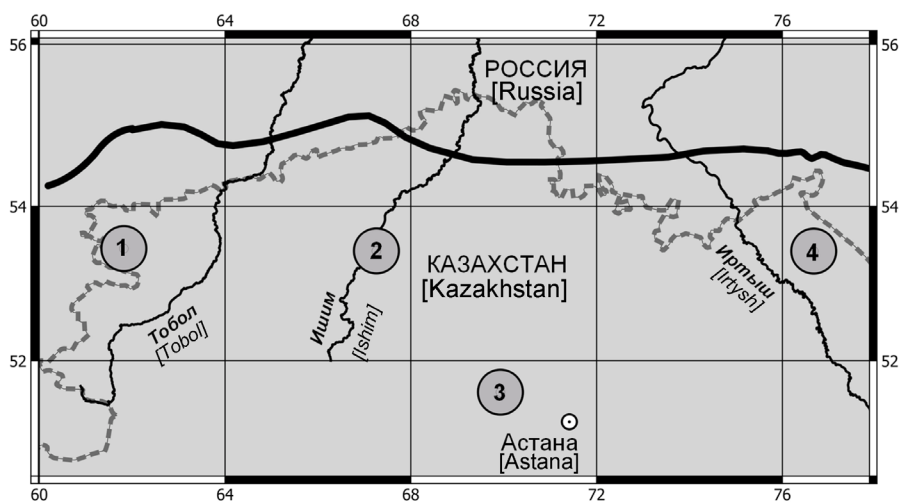 60 64 68 72 76
56 56
РОССИЯ
[Russia]
54 54
1
2
4
КАЗАХСТАН
[Kazakhstan]
Иртыш
[Irtysh]
Тобол
[Tobol]
Ишим
[Ishim]
52 52
3
Астана
[Astana]
60 64 68 72 76